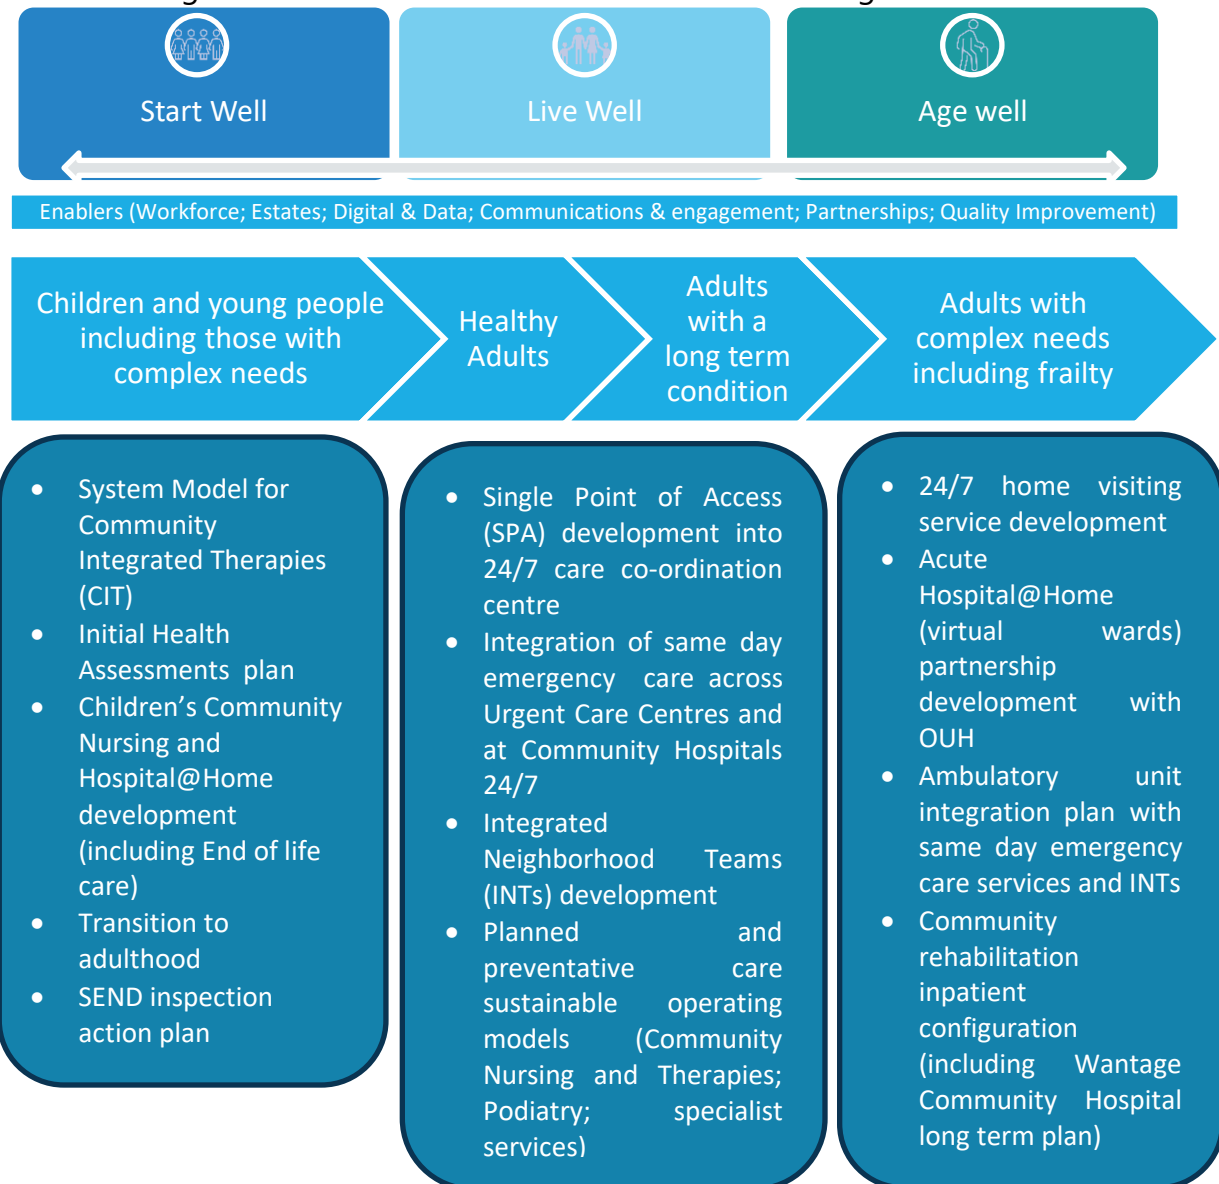 Start Well
Live Well
Age well
Enablers (Workforce; Estates; Digital & Data; Communications & engagement; Partnerships; Quality Improvement)
Children and young people
including those with
complex needs
Healthy
Adults
Adults
with a
long term
condition
Adults with
complex needs
including frailty
• System Model for
Community
Integrated Therapies
(CIT)
• Initial Health
Assessments plan
• Children’s Community
Nursing and
Hospital@Home
development
(including End of life
care)
• Transition to
adulthood
• SEND inspection
action plan
• Single Point of Access
(SPA) development into
24/7 care co-ordination
centre
• Integration of same day
emergency care across
Urgent Care Centres and
at Community Hospitals
24/7
• Integrated
Neighborhood Teams
(INTs) development
• Planned and
preventative care
sustainable operating
models (Community
Nursing and Therapies;
Podiatry; specialist
services)
• 24/7 home visiting
service development
• Acute
Hospital@Home
(virtual wards)
partnership
development with
OUH
• Ambulatory unit
integration plan with
same day emergency
care services and INTs
• Community
rehabilitation
inpatient
configuration
(including Wantage
Community Hospital
long term plan)